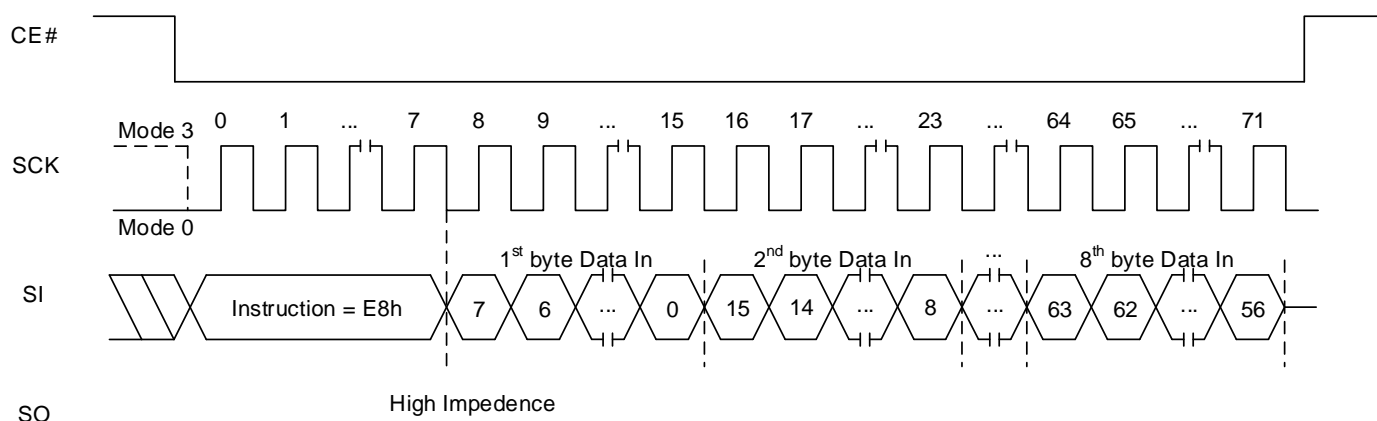 CE#
Mode 3 0 1 ... 7 8 9 ... 15 16 17 ... 23 ... 64 65 ... 71
SCK
Mode 0
1st byte Data In 2nd byte Data In ... 8th byte Data In
SI Instruction = E8h 7 6 ... 0 15 14 ... 8 ... 63 62 ... 56
High Impedence
SO